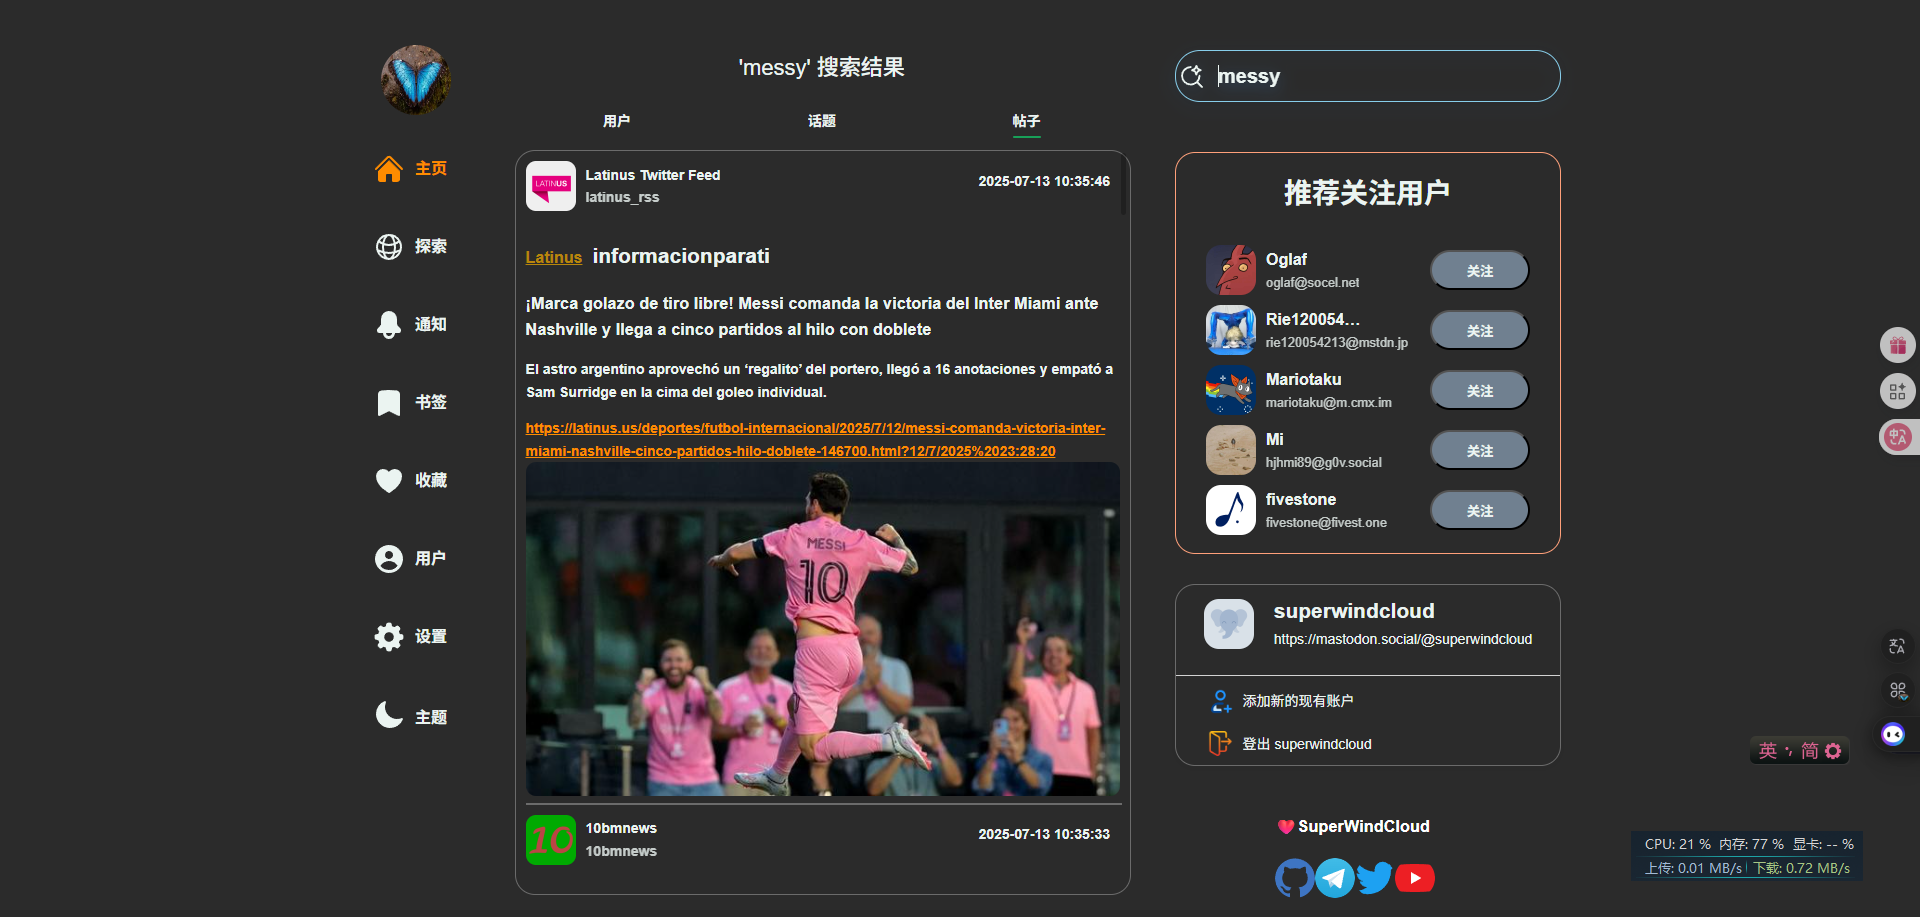 'messy' 搜索结果
messy
用户
话题
帖子
主页
探索
通知
书签
收藏
用户
设置
主题
LATINUS
Latinus Twitter Feed
latinus_rss
2025-07-13 10:35:46
Latinus informacionparati
¡Marca golazo de tiro libre! Messi comanda la victoria del Inter Miami ante
Nashville y llega a cinco partidos al hilo con doblete
El astro argentino aprovechó un ‘regalito’ del portero, llegó a 16 anotaciones y empató a
Sam Surridge en la cima del goleo individual.
https://latinus.us/deportes/futbol-internacional/2025/7/12/messi-comanda-victoria-inter-
miami-nashville-cinco-partidos-hilo-doblete-146700.html?12/7/2025%2023:28:20
MESSI
10
10
10bmnews
10bmnews
2025-07-13 10:35:33
推荐关注用户
Oglaf
oglaf@socel.net
关注
Rie120054...
rie120054213@mstdn.jp
关注
Mariotaku
mariotaku@m.cmx.im
关注
Mi
hjhmi89@g0v.social
关注
fivestone
fivestone@fivest.one
关注
superwindcloud
https://mastodon.social/@superwindcloud
添加新的现有账户
登出 superwindcloud
SuperWindCloud
英 ·, 简
CPU: 21 % 内存: 77 % 显卡: -- %
上传: 0.01 MB/s 下载: 0.72 MB/s